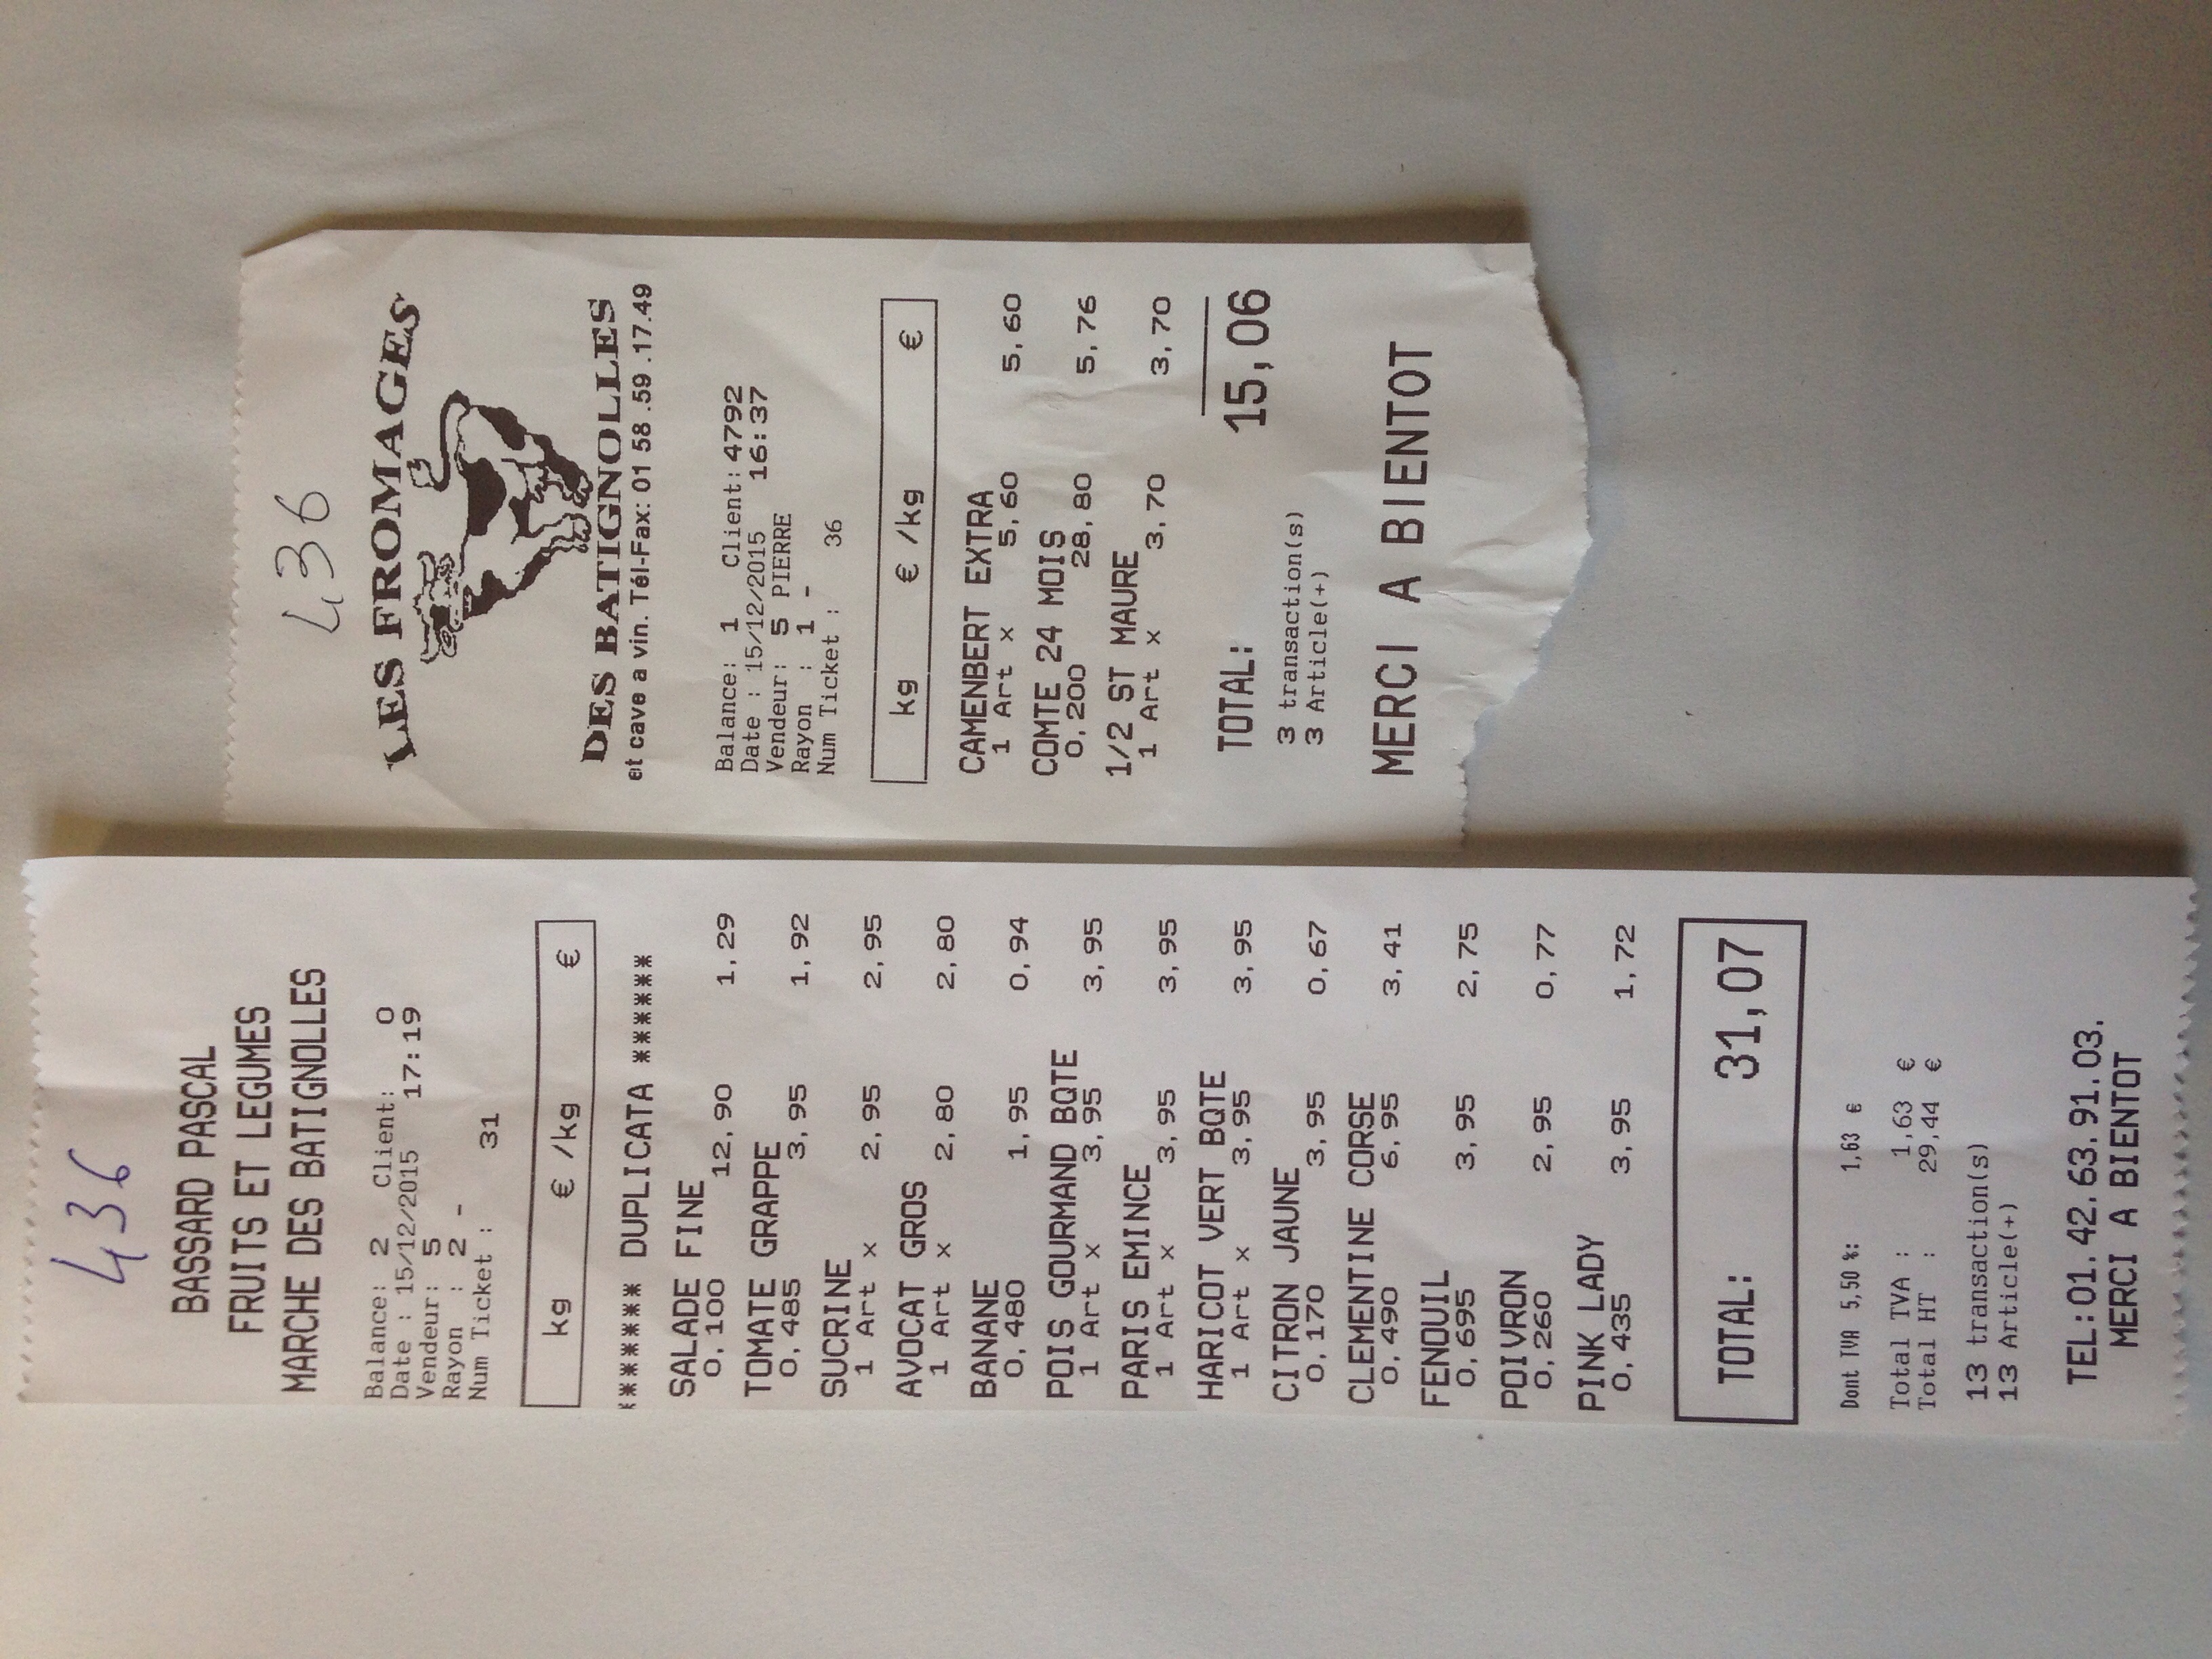 436
BASSARD PASCAL
FRUITS ET LEGUMES
MARCHE DES BATIGNOLLES
Balance: 2 Client: 0
Date : 15/12/2015 17:19
Vendeur: 5
Rayon : 2 -
Num Ticket : 31
kg € /kg €
******* DUPLICATA ******
SALADE FINE
0,100 12,90 1,29
TOMATE GRAPPE
0,485 3,95 1,92
SUCRINE
1 Art x 2,95 2,95
AVOCAT GROS
1 Art x 2,80 2,80
BANANE
0,480 1,95 0,94
POIS GOURMAND BQTE
1 Art x 3,95 3,95
PARIS EMINCE
1 Art x 3,95 3,95
HARICOT VERT BQTE
1 Art x 3,95 3,95
CITRON JAUNE
0,170 3,95 0,67
CLEMENTINE CORSE
0,490 6,95 3,41
FENOUIL
0,695 3,95 2,75
POIVRON
0,260 2,95 0,77
PINK LADY
0,435 3,95 1,72
TOTAL: 31,07
Dont TVA 5,50 %: 1,63 €
Total TVA : 1,63 €
Total HT : 29,44 €
13 transaction(s)
13 Article(+)
TEL:01.42.63.91.03.
MERCI A BIENTOT
436
LES FROMAGES
DES BATIGNOLLES
et cave a vin. Tél-Fax: 01 58 .59 .17.49
Balance: 1 Client: 4792
Date : 15/12/2015 16:37
Vendeur: 5 PIERRE
Rayon : 1 -
Num Ticket : 36
kg € /kg €
CAMENBERT EXTRA
1 Art x 5,60 5,60
COMTE 24 MOIS
0,200 28,80 5,76
1/2 ST MAURE
1 Art x 3,70 3,70
TOTAL: 15,06
3 transaction(s)
3 Article(+)
MERCI A BIENTOT